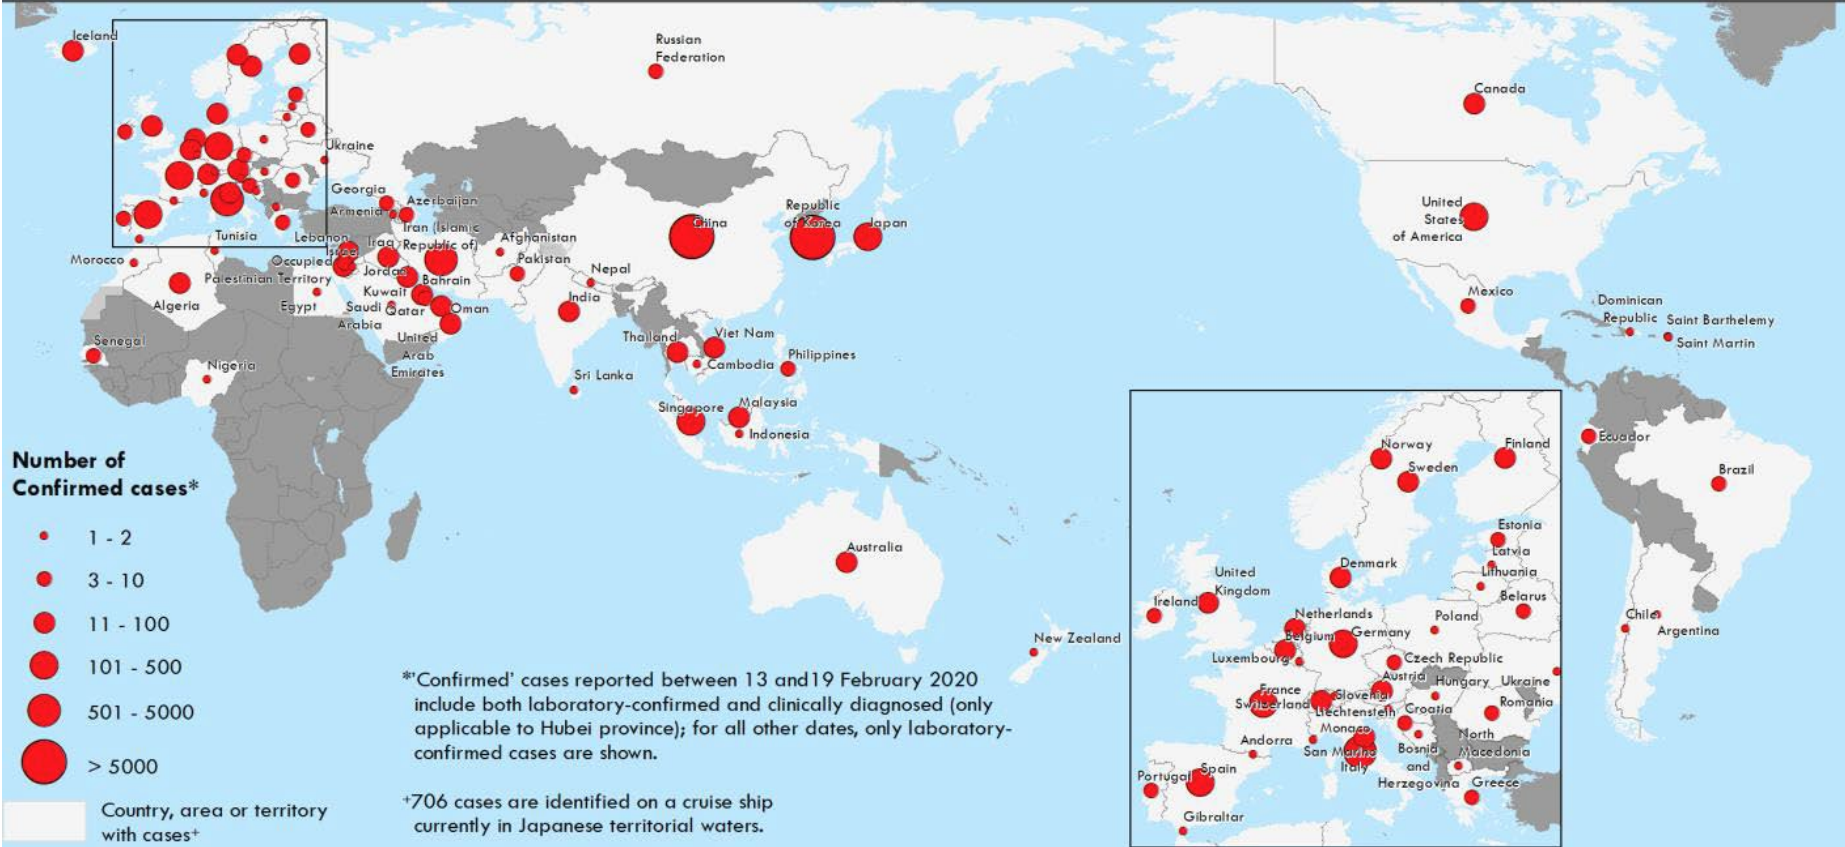 Iceland
Russian
Federation
Canada
Ukraine
Georgia
Azerbaijan
Armenia
Republic
of Korea
China
Japan
United
States
of America
Tunisia
Lebanon
Iraq
Iran (Islamic
Republic of)
Afghanistan
Morocco
Occupied
Palestinian Territory
Israel
Jordan
Pakistan
Nepal
Bahrain
Kuwait
Algeria
Egypt
Saudi
Arabia
Qatar
Oman
India
Mexico
Dominican
Republic
Saint Barthelemy
Saint Martin
Senegal
United
Arab
Emirates
Thailand
Viet Nam
Cambodia
Philippines
Nigeria
Sri Lanka
Singapore
Malaysia
Indonesia
Ecuador
Brazil
Australia
New Zealand
Chile
Argentina
Norway
Finland
Sweden
Estonia
Latvia
Lithuania
Denmark
United
Kingdom
Ireland
Belarus
Netherlands
Belgium
Germany
Poland
Luxembourg
Czech Republic
Austria
Hungary
Ukraine
France
Switzerland
Slovenia
Liechtenstein
Croatia
Romania
Monaco
Andorra
San Marino
Italy
Bosnia
and
Herzegovina
North
Macedonia
Portugal
Spain
Greece
Gibraltar
Number of
Confirmed cases*
1 - 2
3 - 10
11 - 100
101 - 500
501 - 5000
> 5000
Country, area or territory
with cases+
*'Confirmed' cases reported between 13 and19 February 2020
include both laboratory-confirmed and clinically diagnosed (only
applicable to Hubei province); for all other dates, only laboratory-
confirmed cases are shown.
+706 cases are identified on a cruise ship
currently in Japanese territorial waters.